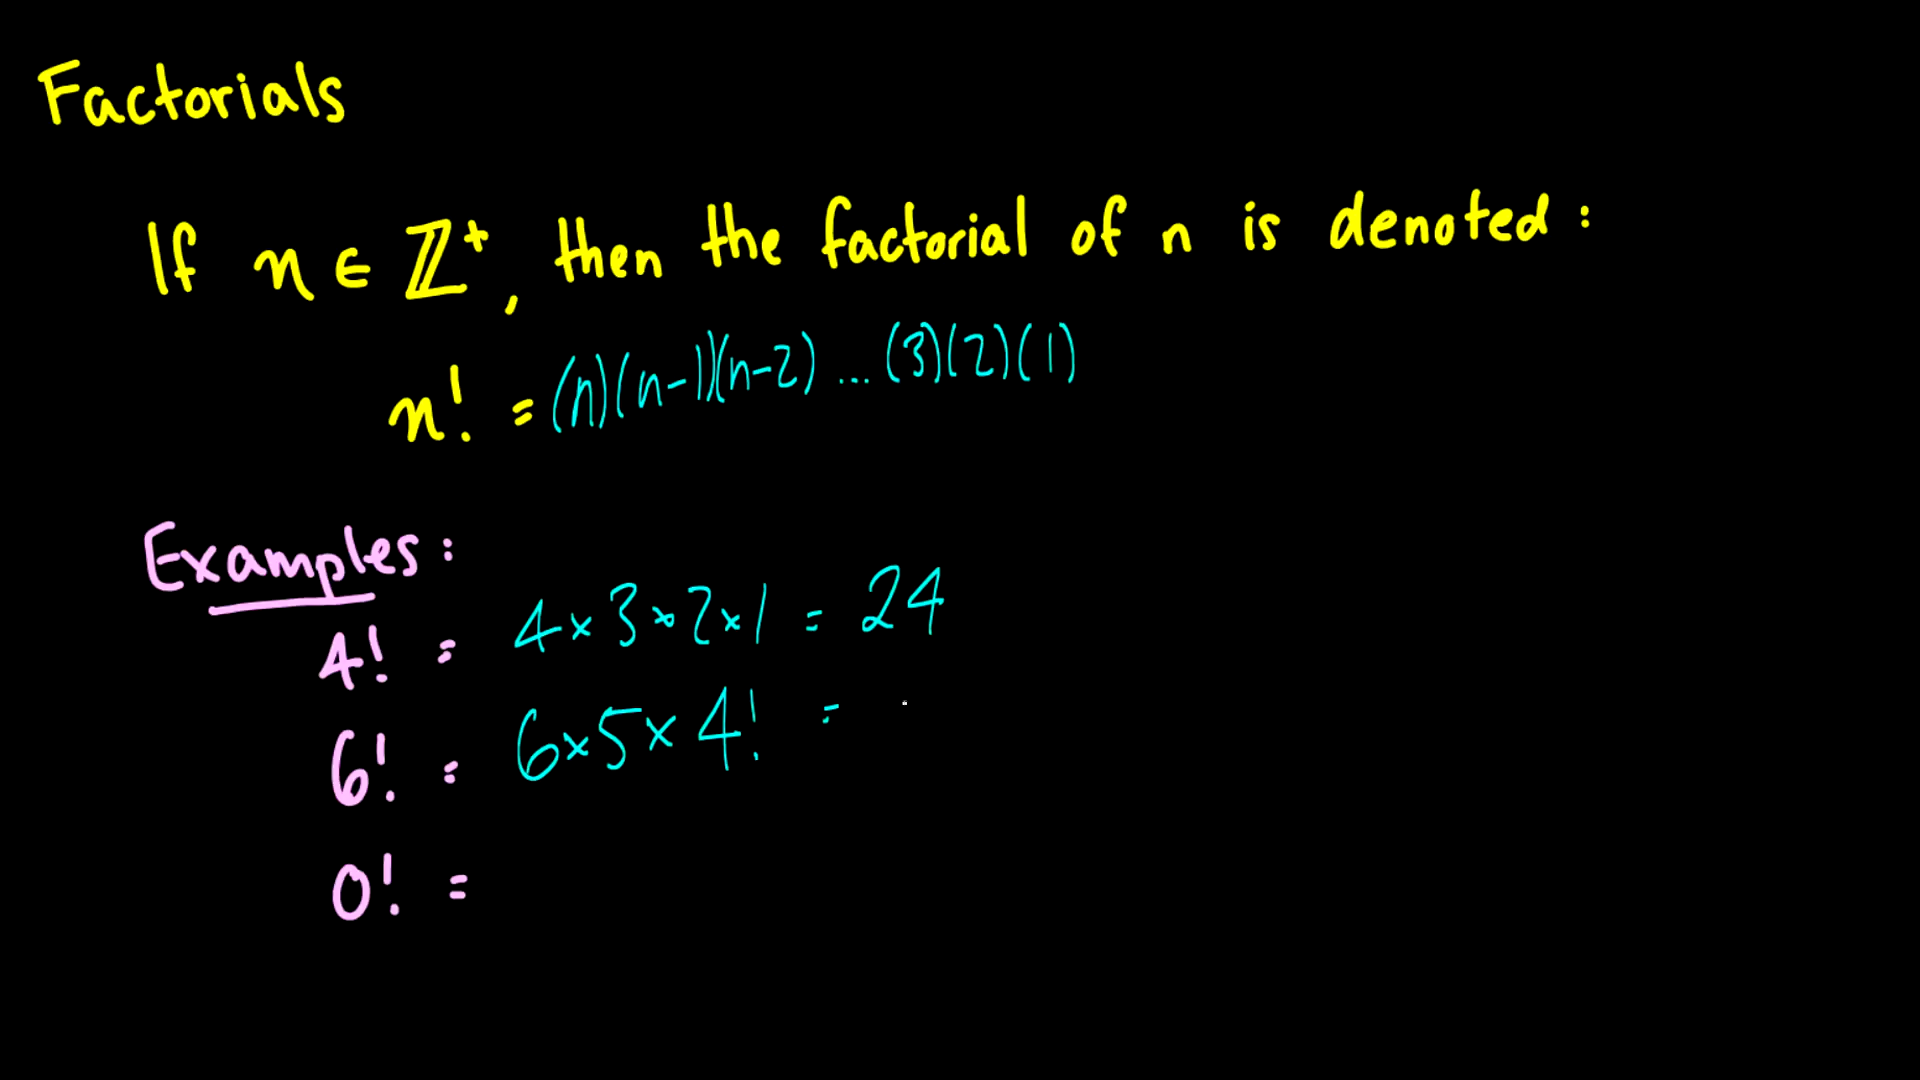 Factorials
If n ∈ ℤ⁺, then the factorial of n is denoted:
n! = (n)(n-1)(n-2) ... (3)(2)(1)
Examples:
4! = 4×3×2×1 = 24
6! = 6×5×4! =
0! =